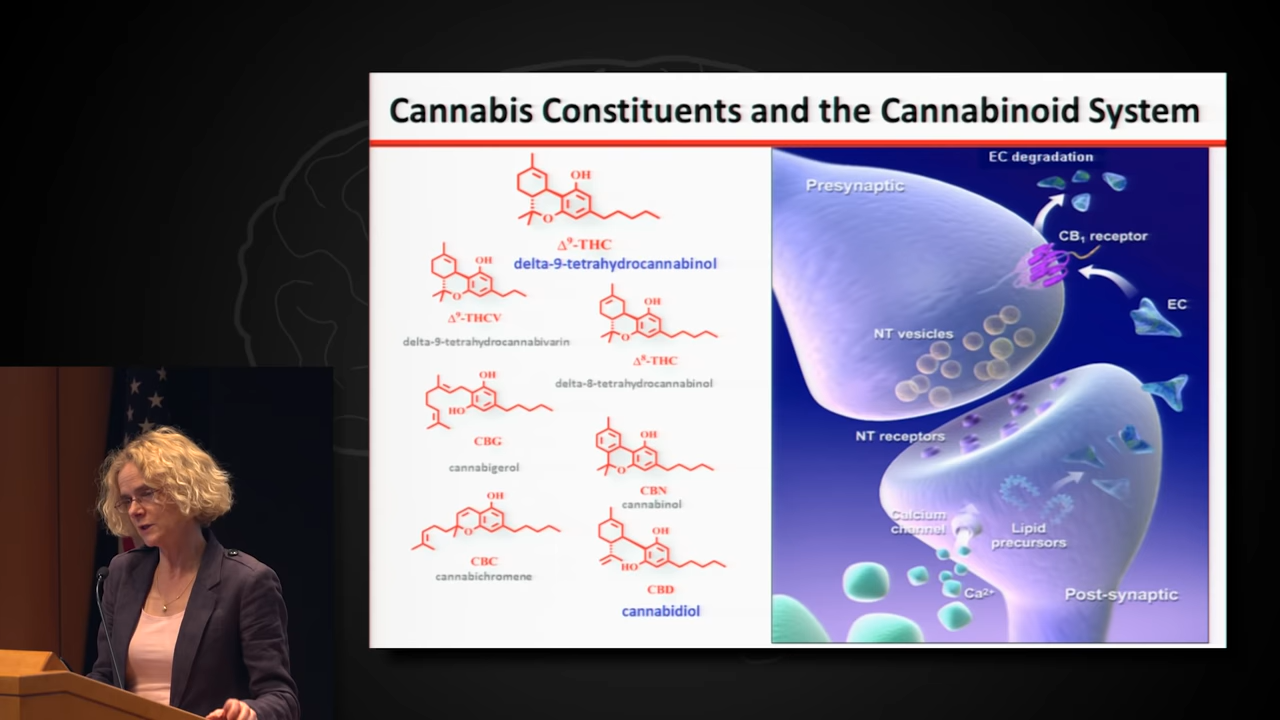 Cannabis Constituents and the Cannabinoid System
OH
O
Δ⁹-THC
delta-9-tetrahydrocannabinol
OH
O
Δ⁹-THCV
delta-9-tetrahydrocannabivarin
OH
O
Δ⁸-THC
delta-8-tetrahydrocannabinol
OH
HO
CBG
cannabigerol
OH
O
CBN
cannabinol
OH
O
CBC
cannabichromene
OH
HO
CBD
cannabidiol
EC degradation
Presynaptic
CB₁ receptor
EC
NT vesicles
NT receptors
Calcium
channel
Lipid
precursors
Ca²⁺
Post-synaptic